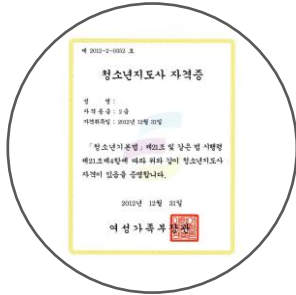 제 2012-2-0352 호
청소년지도사 자격증
성 명 :
자격등급 : 2급
자격취득일 : 2012년 12월 31일
「청소년기본법」 제21조 및 같은 법 시행령
제21조제4항에 따라 위와 같이 청소년지도사
자격이 있음을 증명합니다.
2012년 12월 31일
여성가족부장관